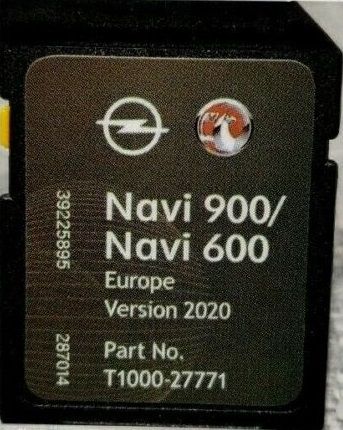 Navi 900/
Navi 600
Europe
Version 2020
Part No.
T1000-27771
39225895
287014